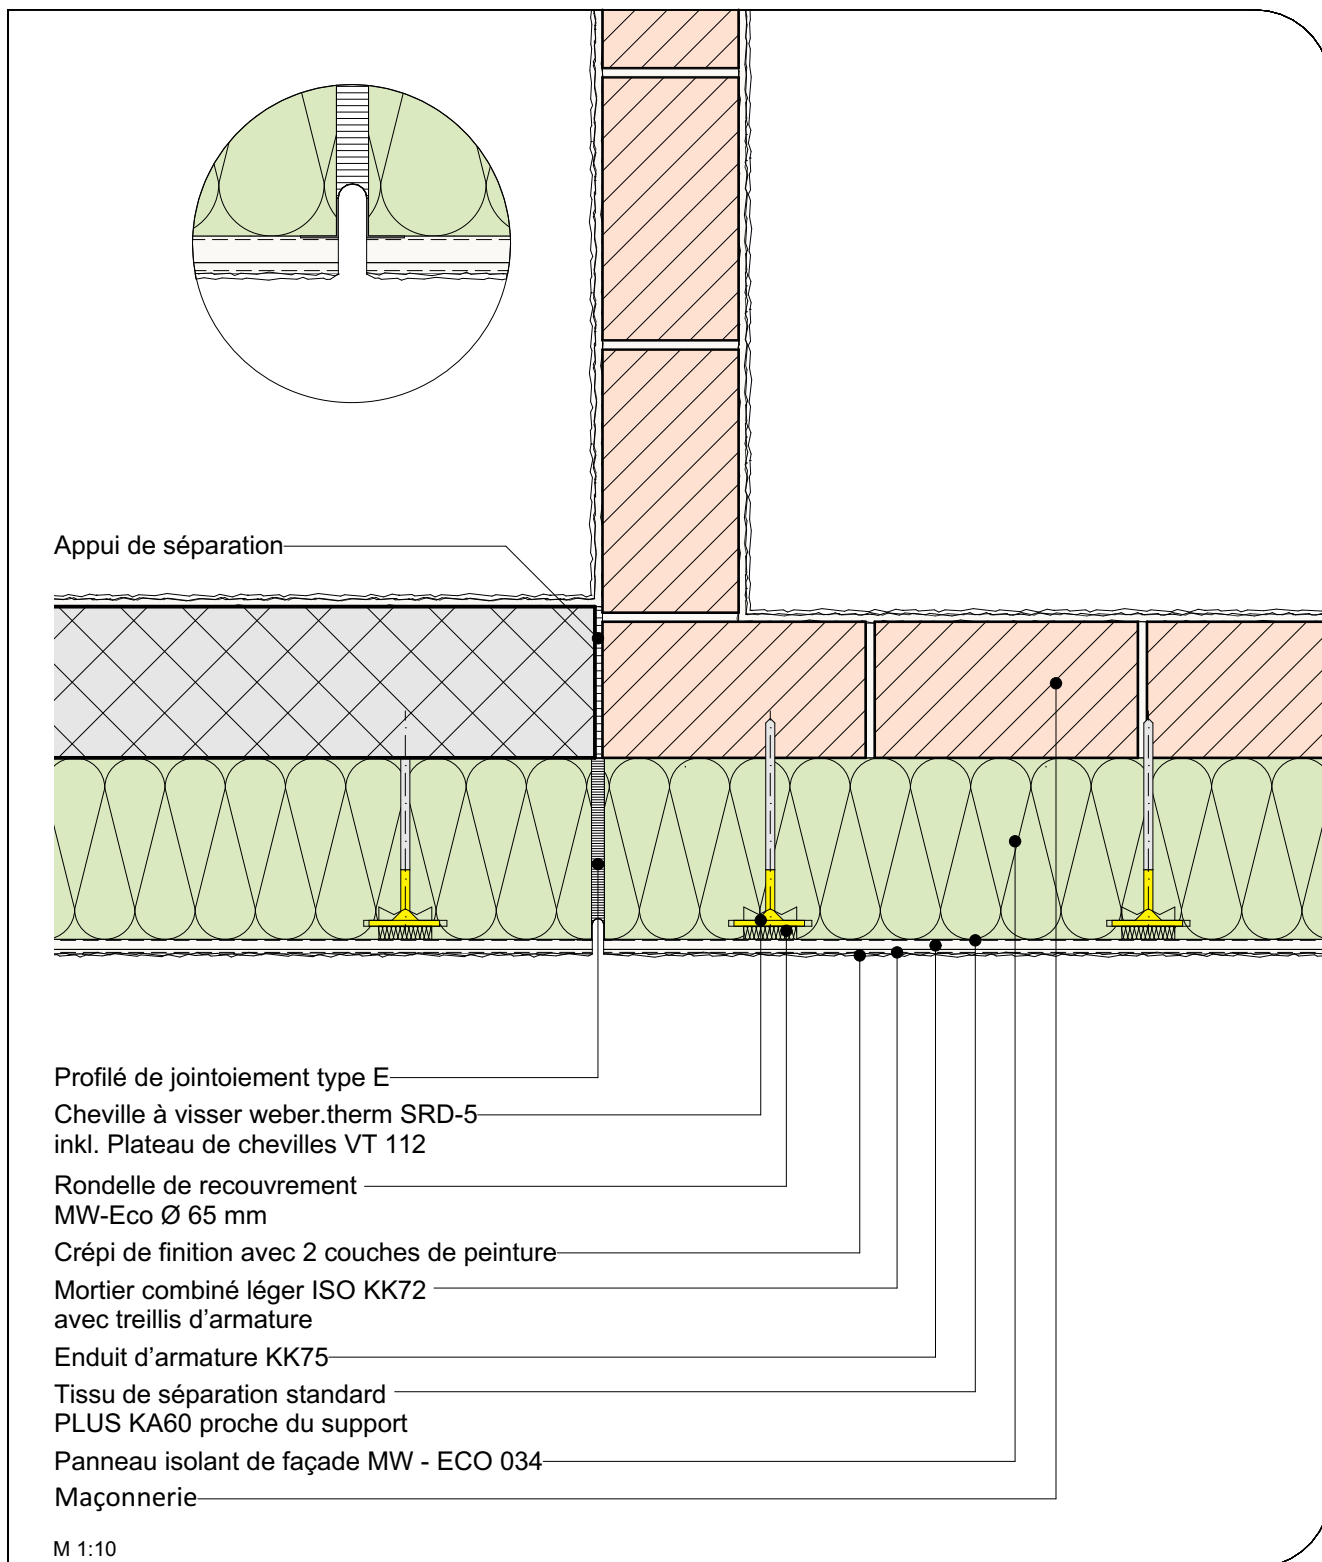 Appui de séparation
Profilé de jointoiement type E
Cheville à visser weber.therm SRD-5
inkl. Plateau de chevilles VT 112
Rondelle de recouvrement
MW-Eco Ø 65 mm
Crépi de finition avec 2 couches de peinture
Mortier combiné léger ISO KK72
avec treillis d’armature
Enduit d’armature KK75
Tissu de séparation standard
PLUS KA60 proche du support
Panneau isolant de façade MW - ECO 034
Maçonnerie
M 1:10